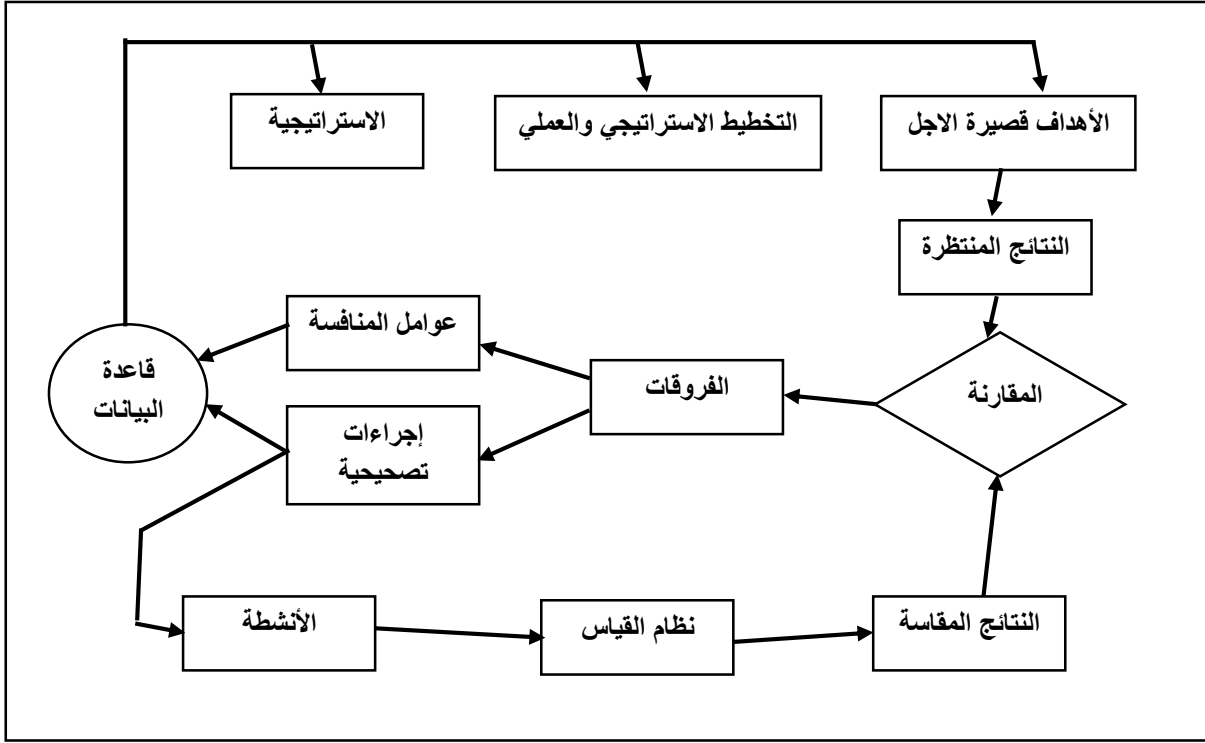 الأهداف قصيرة الاجل
التخطيط الاستراتيجي والعملي
الاستراتيجية
النتائج المنتظرة
عوامل المنافسة
المقارنة
الفروقات
قاعدة
البيانات
إجراءات
تصحيحية
الأنشطة
نظام القياس
النتائج المقاسة